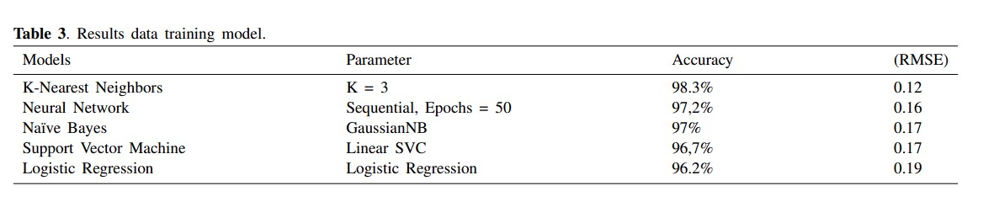 Table 3. Results data training model.
Models Parameter Accuracy (RMSE)
K-Nearest Neighbors K = 3 98.3% 0.12
Neural Network Sequential, Epochs = 50 97,2% 0.16
Naïve Bayes GaussianNB 97% 0.17
Support Vector Machine Linear SVC 96,7% 0.17
Logistic Regression Logistic Regression 96.2% 0.19